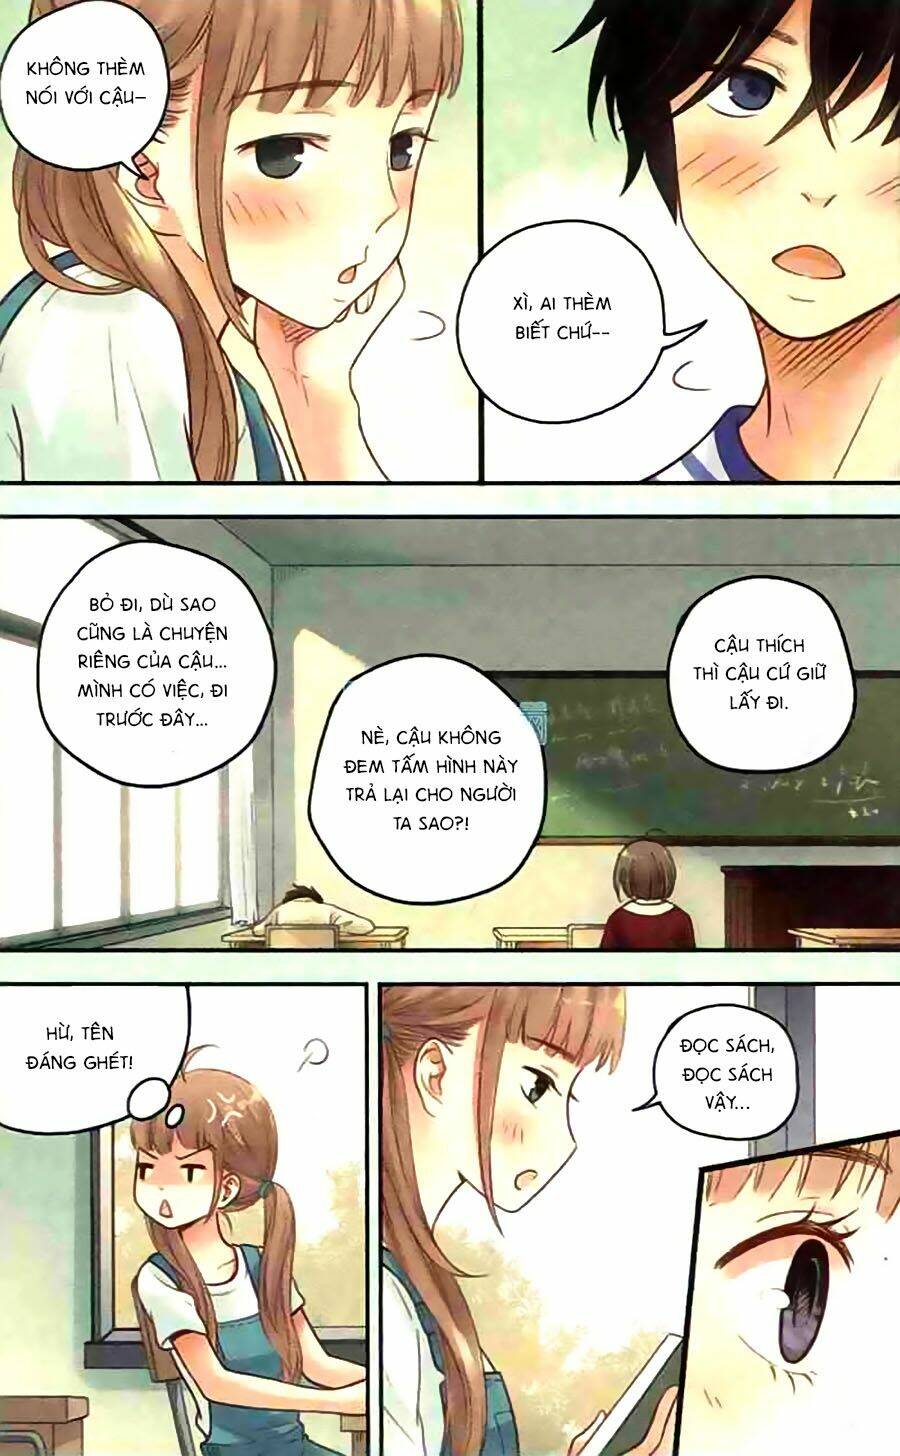 KHÔNG THÈM
NÓI VỚI CẬU-
XÌ, AI THÈM
BIẾT CHỨ--
BỎ ĐI, DÙ SAO
CŨNG LÀ CHUYỆN
RIÊNG CỦA CẬU...
MÌNH CÓ VIỆC, ĐI
TRƯỚC ĐÂY...
NÈ, CẬU KHÔNG
ĐEM TẤM HÌNH NÀY
TRẢ LẠI CHO NGƯỜI
TA SAO?!
CẬU THÍCH
THÌ CẬU CỨ GIỮ
LẤY ĐI.
HỪ, TÊN
ĐÁNG GHÉT!
ĐỌC SÁCH,
ĐỌC SÁCH
VẬY...